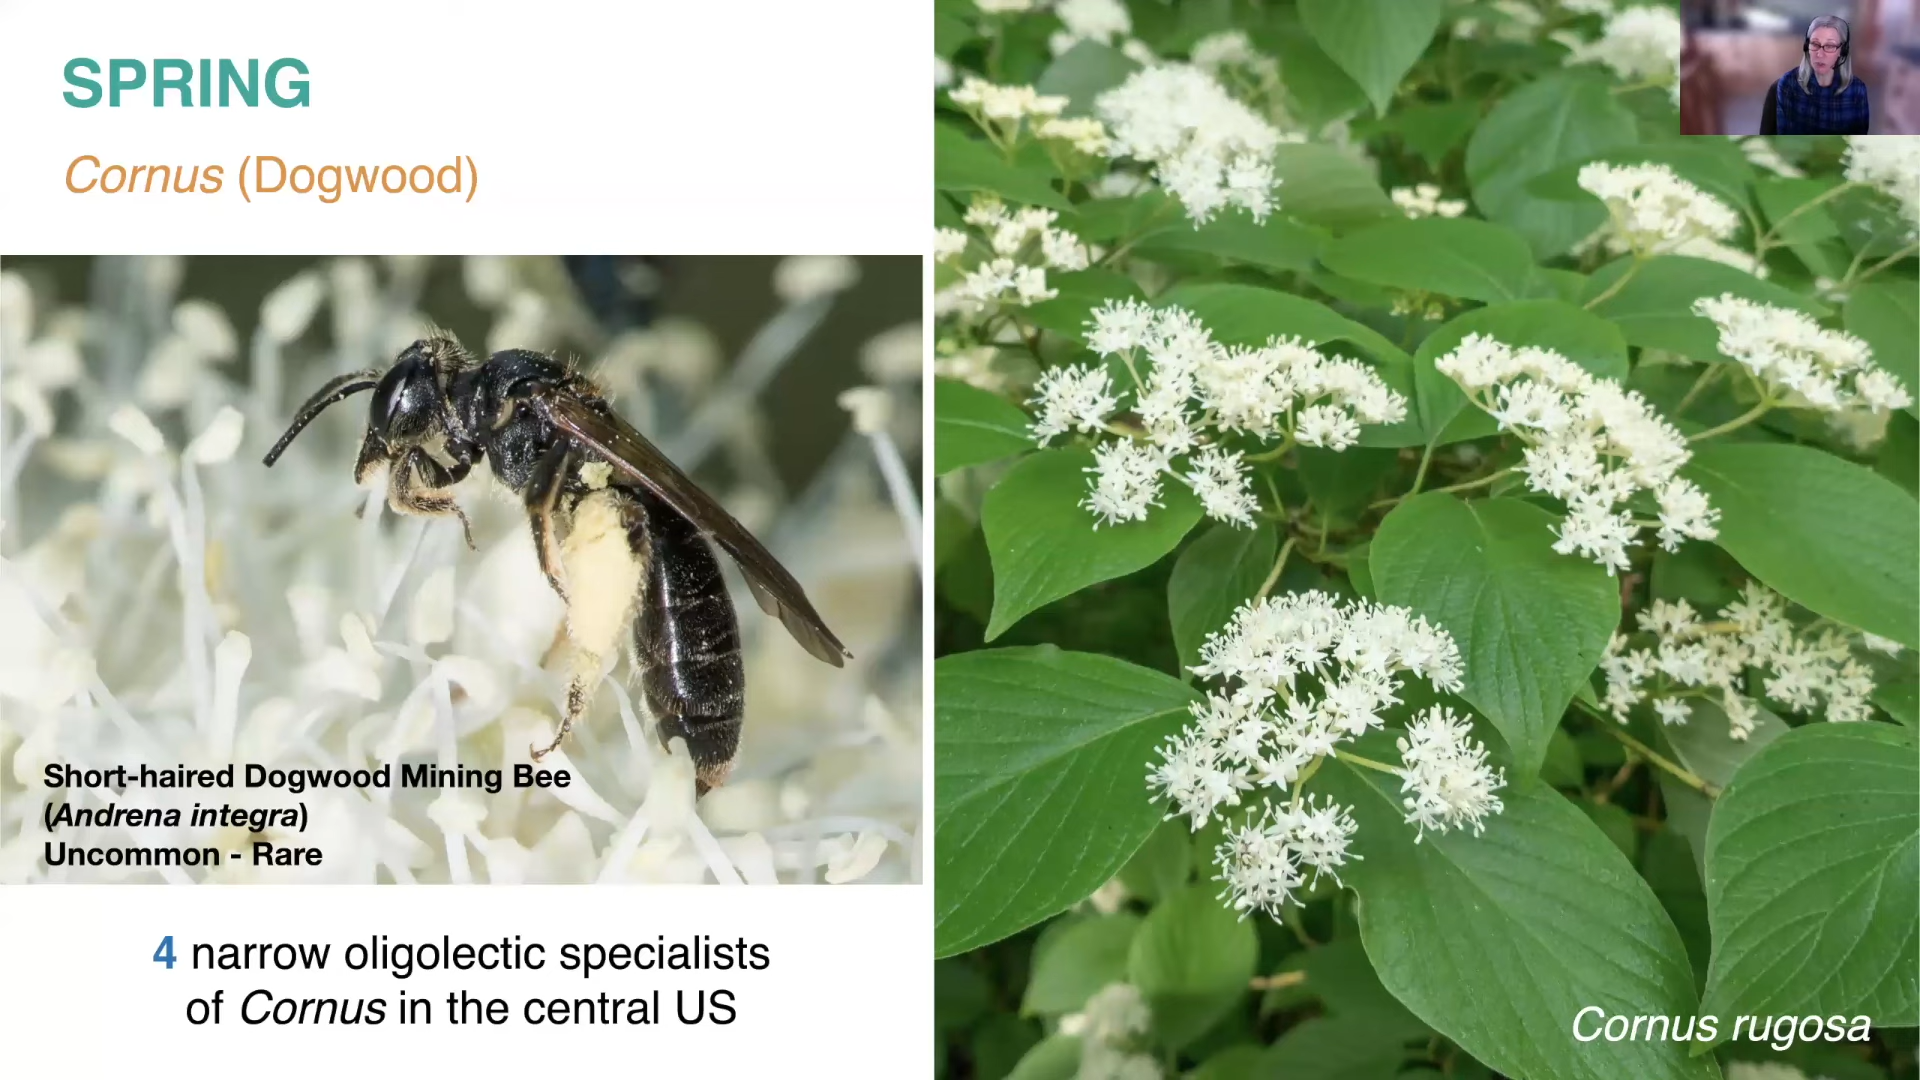 SPRING
Cornus (Dogwood)
Short-haired Dogwood Mining Bee
(Andrena integra)
Uncommon - Rare
4 narrow oligolectic specialists
of Cornus in the central US
Cornus rugosa